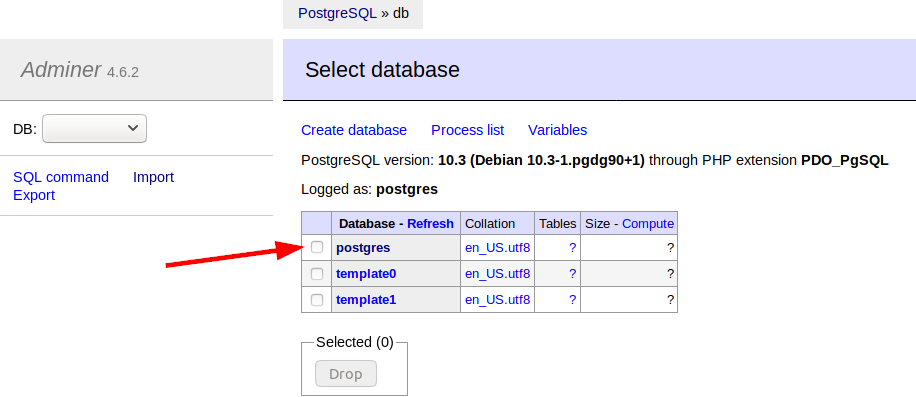 PostgreSQL » db
Adminer 4.6.2
Select database
DB:
SQL command Import
Export
Create database Process list Variables
PostgreSQL version: 10.3 (Debian 10.3-1.pgdg90+1) through PHP extension PDO_PgSQL
Logged as: postgres
Database - Refresh Collation Tables Size - Compute
postgres en_US.utf8 ? ?
template0 en_US.utf8 ? ?
template1 en_US.utf8 ? ?
Selected (0)
Drop